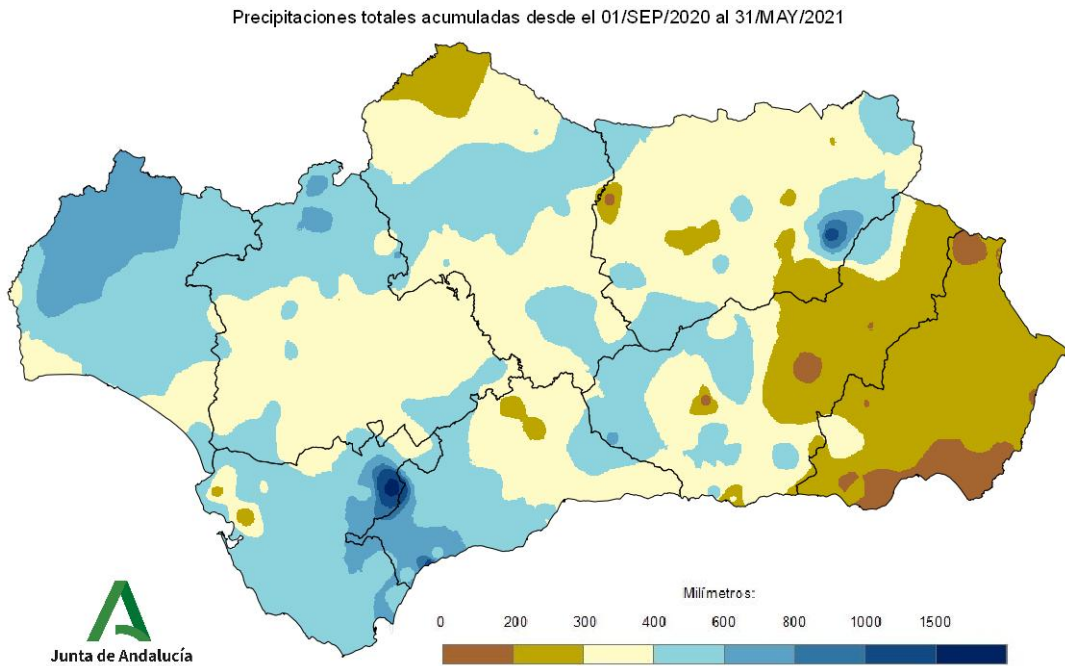 Precipitaciones totales acumuladas desde el 01/SEP/2020 al 31/MAY/2021
Milímetros:
0 200 300 400 600 800 1000 1500
Junta de Andalucía